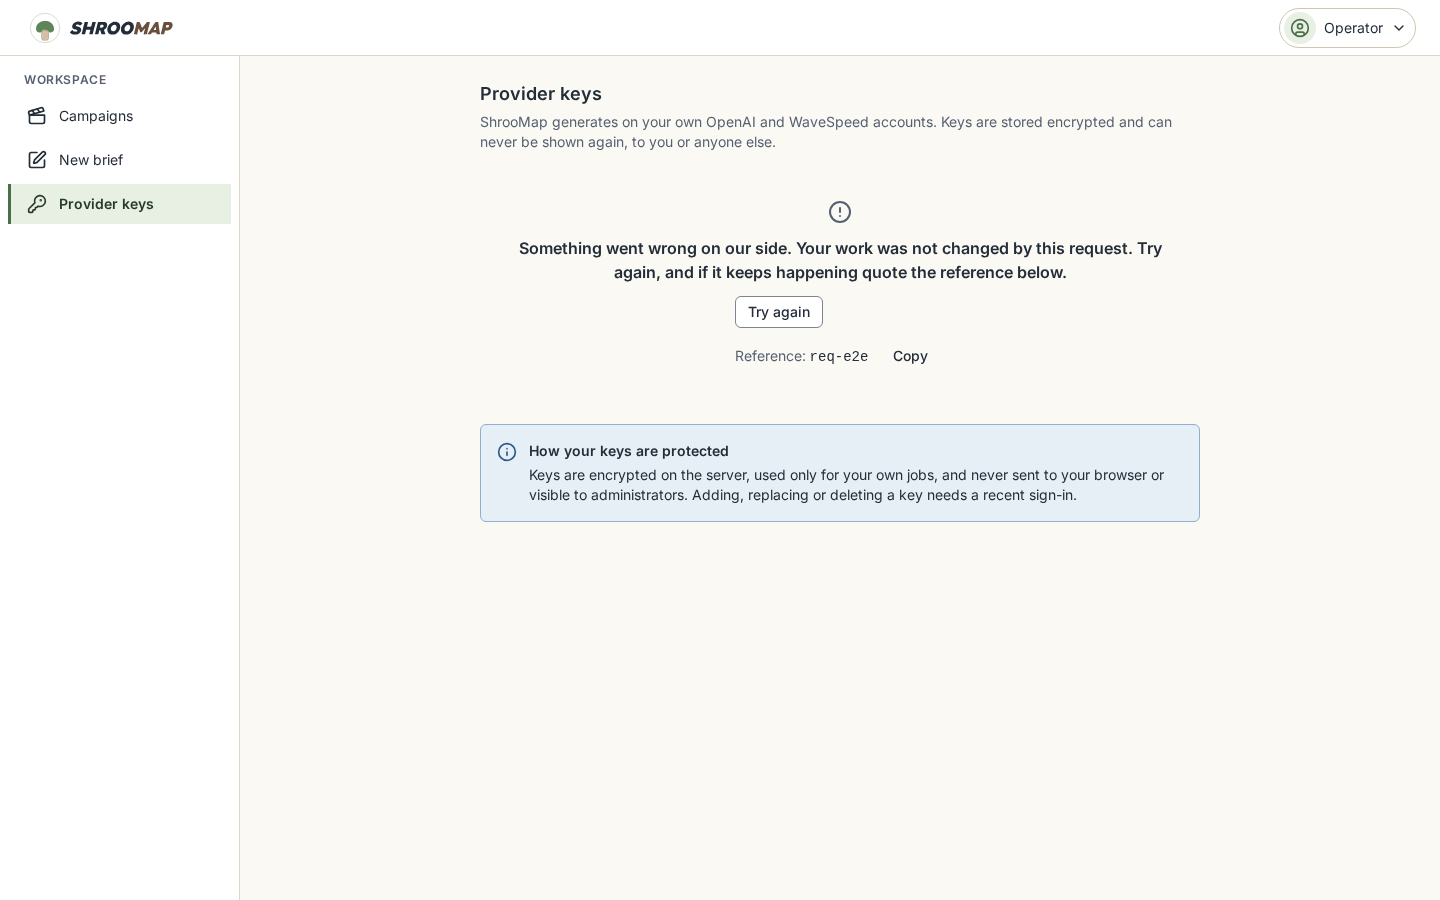 SHROOMAP
Operator
WORKSPACE
Campaigns
New brief
Provider keys
Provider keys
ShrooMap generates on your own OpenAI and WaveSpeed accounts. Keys are stored encrypted and can
never be shown again, to you or anyone else.
Something went wrong on our side. Your work was not changed by this request. Try
again, and if it keeps happening quote the reference below.
Try again
Reference: req-e2e Copy
How your keys are protected
Keys are encrypted on the server, used only for your own jobs, and never sent to your browser or
visible to administrators. Adding, replacing or deleting a key needs a recent sign-in.